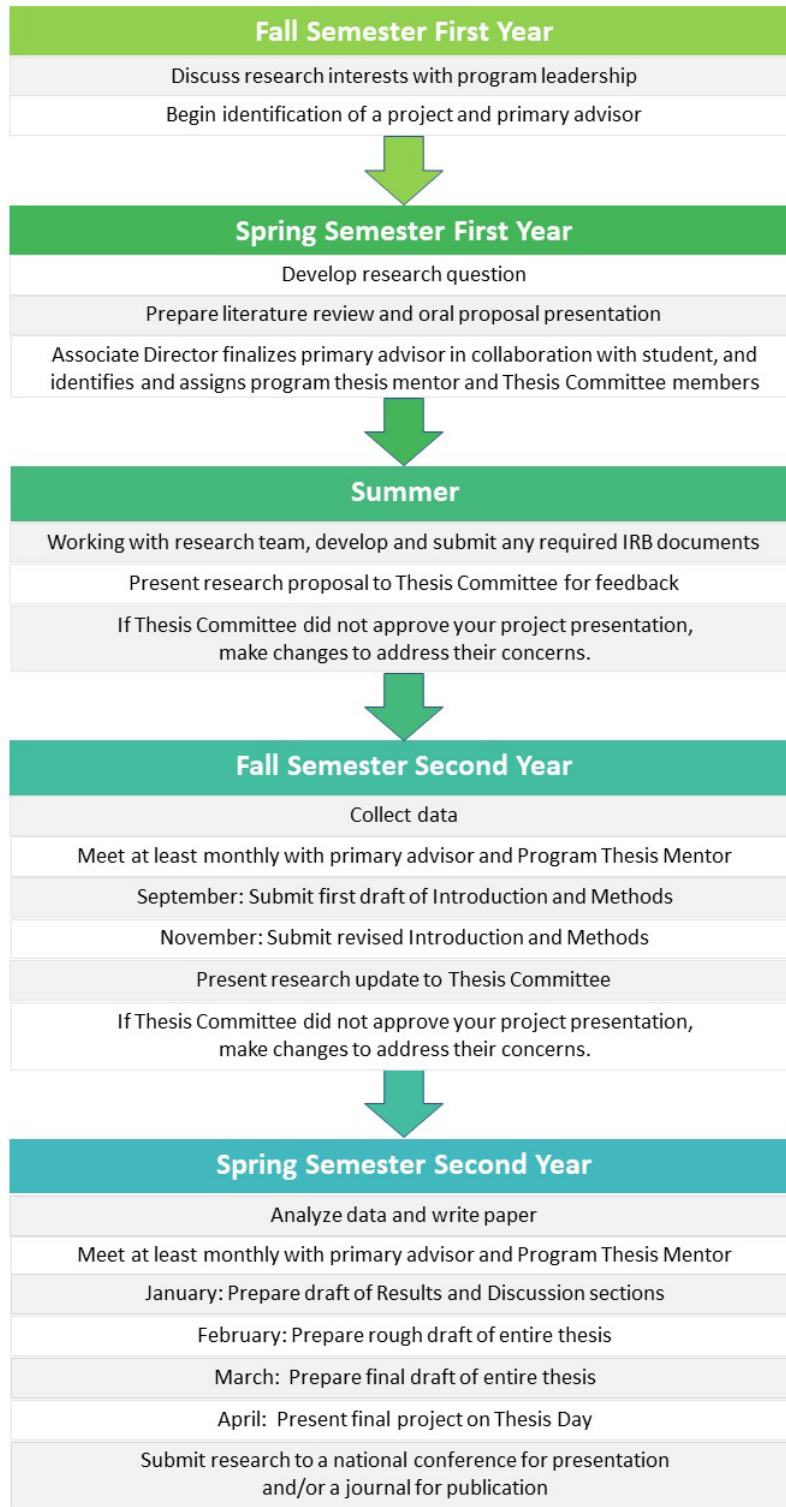 Fall Semester First Year
Discuss research interests with program leadership
Begin identification of a project and primary advisor
Spring Semester First Year
Develop research question
Prepare literature review and oral proposal presentation
Associate Director finalizes primary advisor in collaboration with student, and
identifies and assigns program thesis mentor and Thesis Committee members
Summer
Working with research team, develop and submit any required IRB documents
Present research proposal to Thesis Committee for feedback
If Thesis Committee did not approve your project presentation,
make changes to address their concerns.
Fall Semester Second Year
Collect data
Meet at least monthly with primary advisor and Program Thesis Mentor
September: Submit first draft of Introduction and Methods
November: Submit revised Introduction and Methods
Present research update to Thesis Committee
If Thesis Committee did not approve your project presentation,
make changes to address their concerns.
Spring Semester Second Year
Analyze data and write paper
Meet at least monthly with primary advisor and Program Thesis Mentor
January: Prepare draft of Results and Discussion sections
February: Prepare rough draft of entire thesis
March:  Prepare final draft of entire thesis
April:  Present final project on Thesis Day
Submit research to a national conference for presentation
and/or a journal for publication